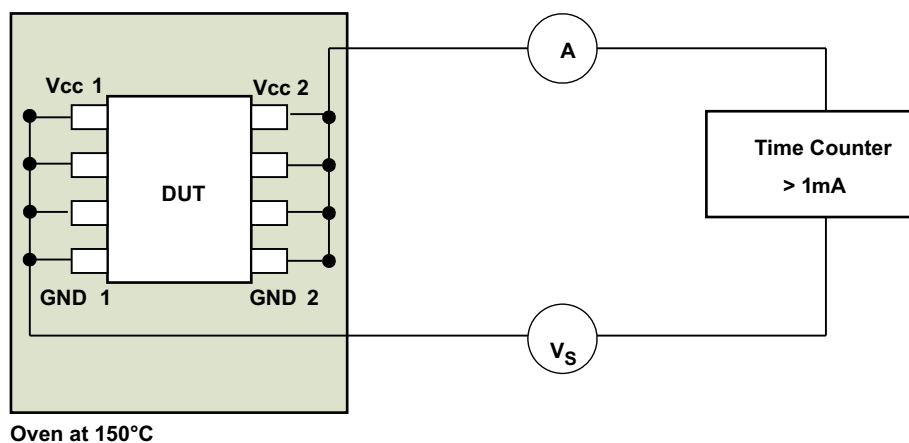 A
Vcc 1
Vcc 2
Time Counter
> 1mA
DUT
GND 1
GND 2
VS
Oven at 150°C